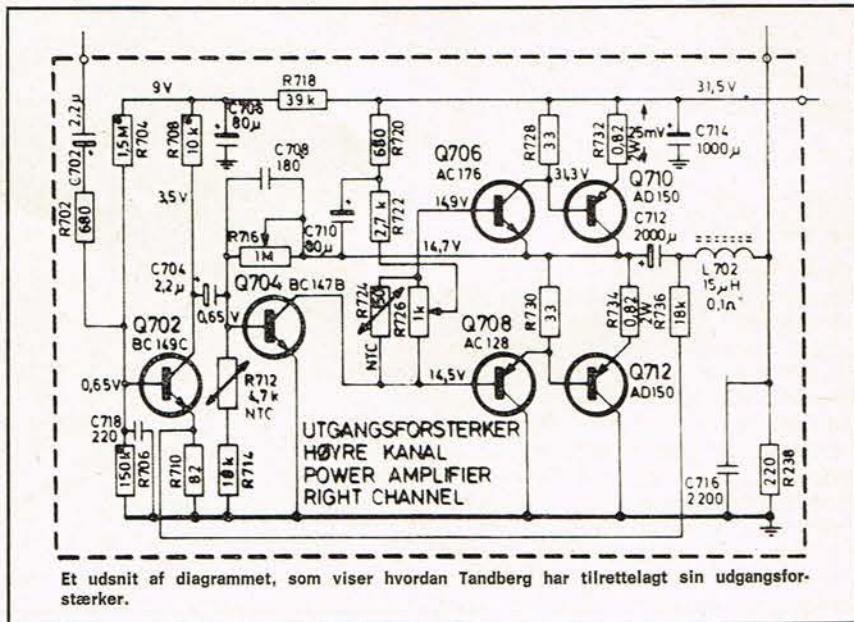 9V
R718
39k
31,5V
2,2µ
C702
R702
680
1,5M
R704
R708
10k
80µ
C708
180
R720
680
R722
2,7k
R728
33
R732
0,82
2W
25mV
C714
1000µ
Q706
AC176
31,3V
Q710
AD150
C712
2000µ
3,5V
14,9V
R716
1M
C710
14,7V
L702
15µH
0,1Ω
C704
2,2µ
Q704
BC147B
0,65V
R724
150
NTC
R726
1k
R730
33
R734
0,82
2W
R736
18k
Q702
BC149C
Q708
AC128
0,65V
R712
4,7k
NTC
14,5V
Q712
AD150
C718
220
150k
R706
R710
82
18k
R714
UTGANGSFORSTERKER
HØYRE KANAL
POWER AMPLIFIER
RIGHT CHANNEL
C716
2200
220
R238
Et udsnit af diagrammet, som viser hvordan Tandberg har tilrettelagt sin udgangsfor-
stærker.